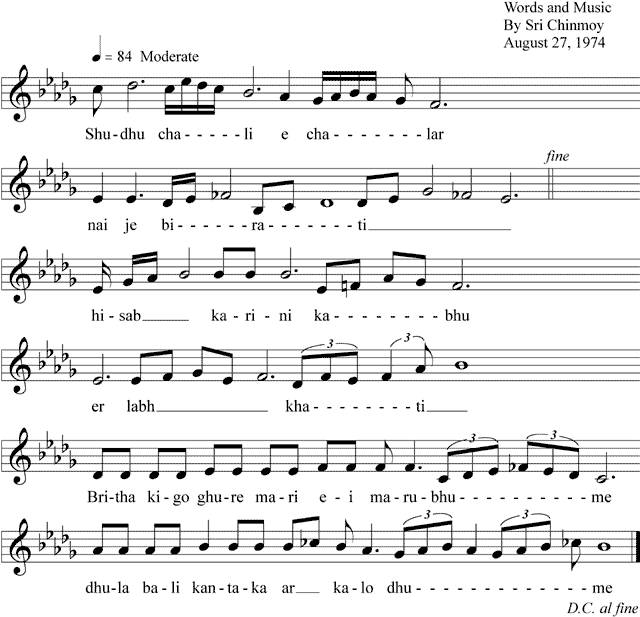 Words and Music
By Sri Chinmoy
August 27, 1974
= 84 Moderate
Shu-dhu cha- - - - -li e cha- - - - - - -lar
fine
nai je bi- - - - - -ra- - - - - - -ti
hi-sab____ ka-ri-ni ka- - - - - -bhu
3 3
er labh____ kha- - - - - - -ti
3 3
Bri-tha ki-go ghu-re ma-ri e-i ma-ru-bhu- - - - - - -me
3 3
dhu-la ba-li kan-ta-ka ar___ ka-lo dhu- - - - - - - - - - - -me
D.C. al fine